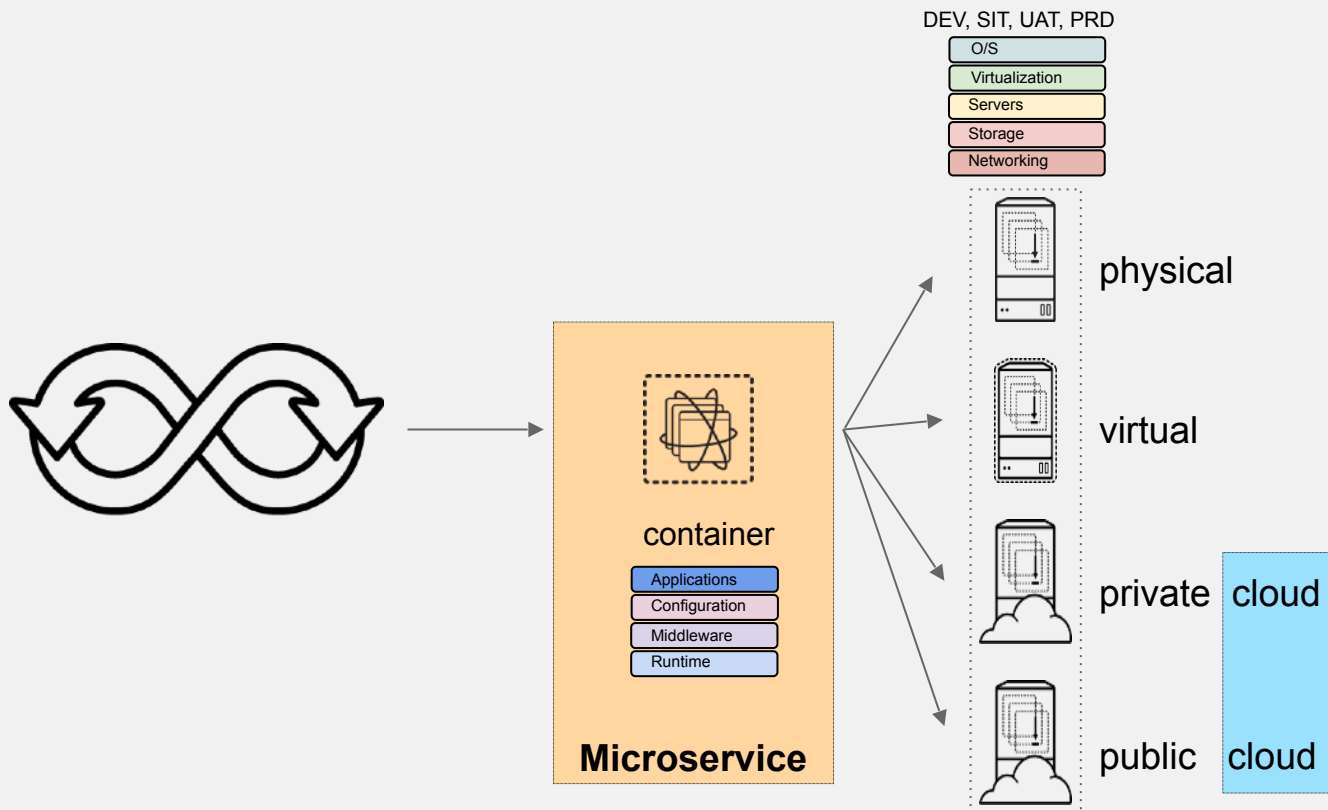 DEV, SIT, UAT, PRD
O/S
Virtualization
Servers
Storage
Networking
physical
virtual
container
Applications
Configuration
Middleware
Runtime
Microservice
private cloud
public cloud